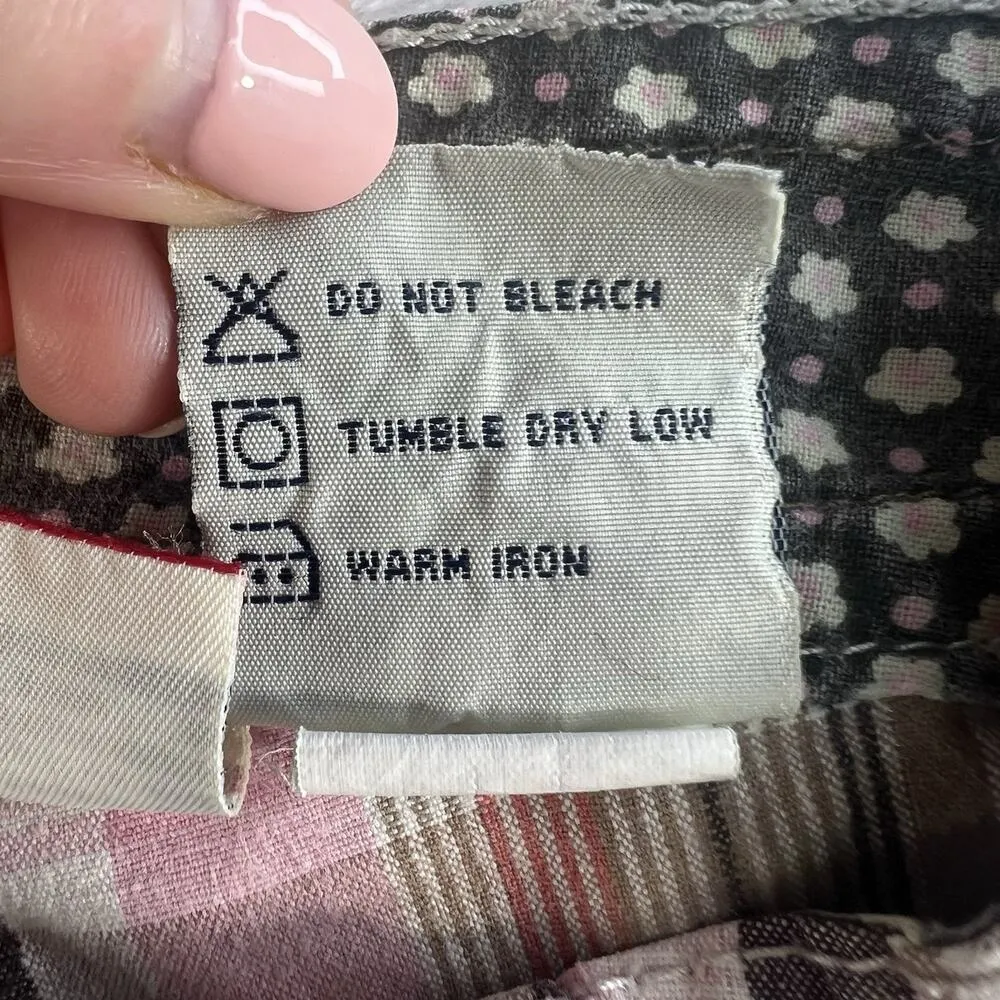 DO NOT BLEACH
TUMBLE DRY LOW
WARM IRON